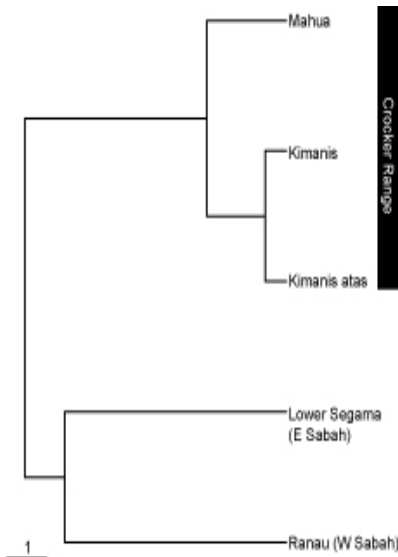 Mahua
Kimanis
Crocker Range
Kimanis atas
Lower Segama
(E Sabah)
Ranau (W Sabah)
1